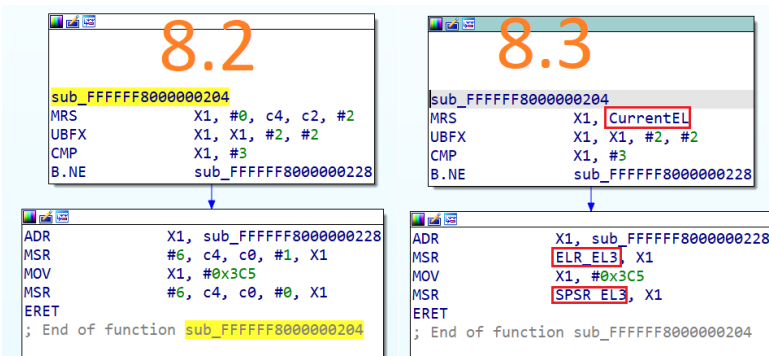 8.2
sub_FFFFFF8000000204
MRS X1, #0, c4, c2, #2
UBFX X1, X1, #2, #2
CMP X1, #3
B.NE sub_FFFFFF8000000228
ADR X1, sub_FFFFFF8000000228
MSR #6, c4, c0, #1, X1
MOV X1, #0x3C5
MSR #6, c4, c0, #0, X1
ERET
; End of function sub_FFFFFF8000000204
8.3
sub_FFFFFF8000000204
MRS X1, CurrentEL
UBFX X1, X1, #2, #2
CMP X1, #3
B.NE sub_FFFFFF8000000228
ADR X1, sub_FFFFFF8000000228
MSR ELR_EL3, X1
MOV X1, #0x3C5
MSR SPSR_EL3, X1
ERET
; End of function sub_FFFFFF8000000204